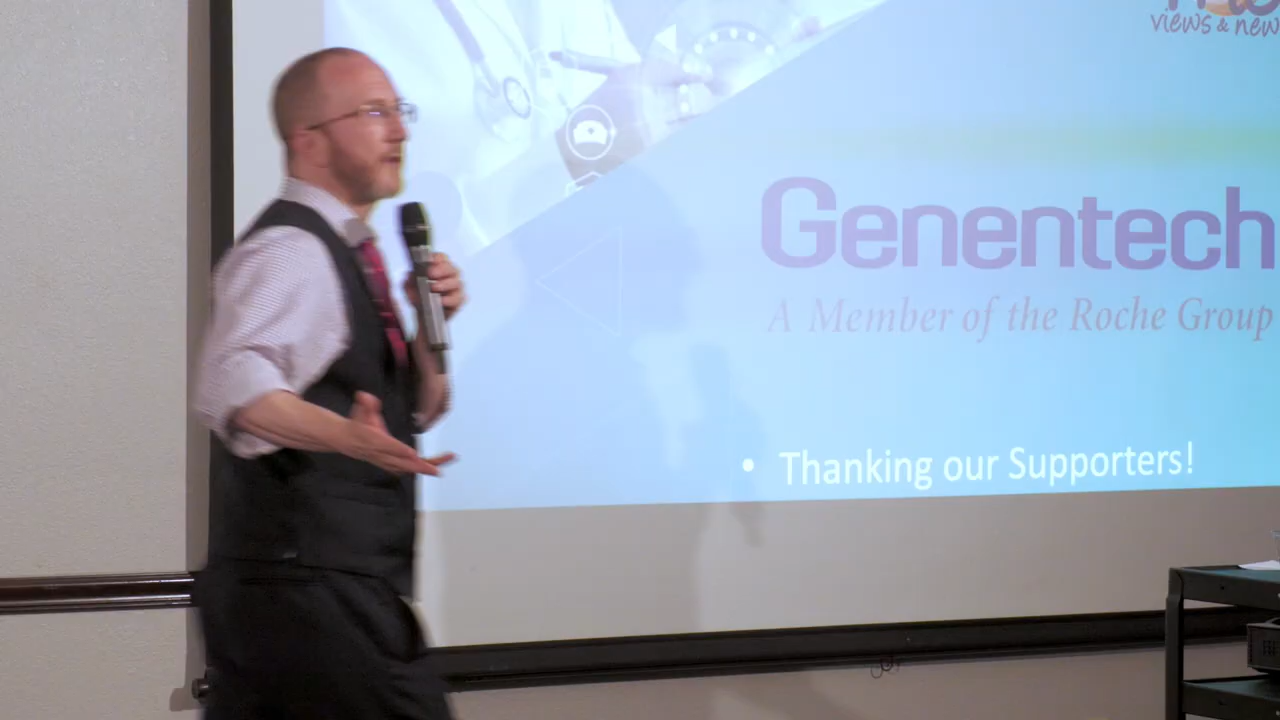 views & new
Genentech
A Member of the Roche Group
• Thanking our Supporters!